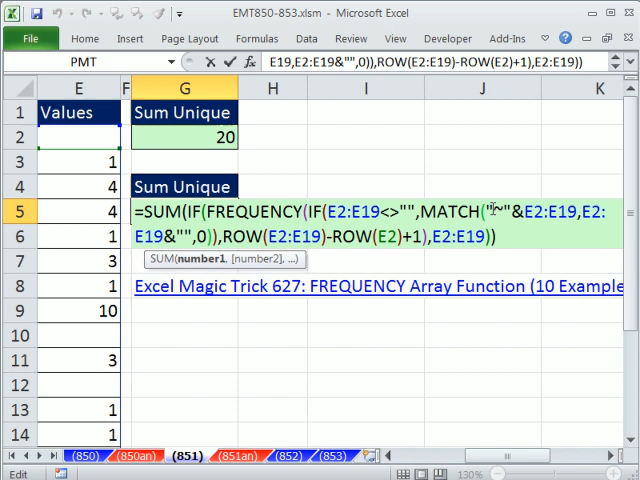 EMT850-853.xlsm - Microsoft Excel
File Home Insert Page Layout Formulas Data Review View Developer Add-Ins
PMT E19,E2:E19&"",0)),ROW(E2:E19)-ROW(E2)+1),E2:E19))
E F G H I J K
1 Values Sum Unique
2 20
3 1
4 4 Sum Unique
5 4 =SUM(IF(FREQUENCY(IF(E2:E19<>"",MATCH("~"&E2:E19,E2:
6 1 E19&"",0)),ROW(E2:E19)-ROW(E2)+1),E2:E19))
7 3 SUM(number1, [number2], ...)
8 1 Excel Magic Trick 627: FREQUENCY Array Function (10 Example
9 10
10
11 3
12
13 1
14 1
(850) (850an) (851) (851an) (852) (853)
Edit 130%